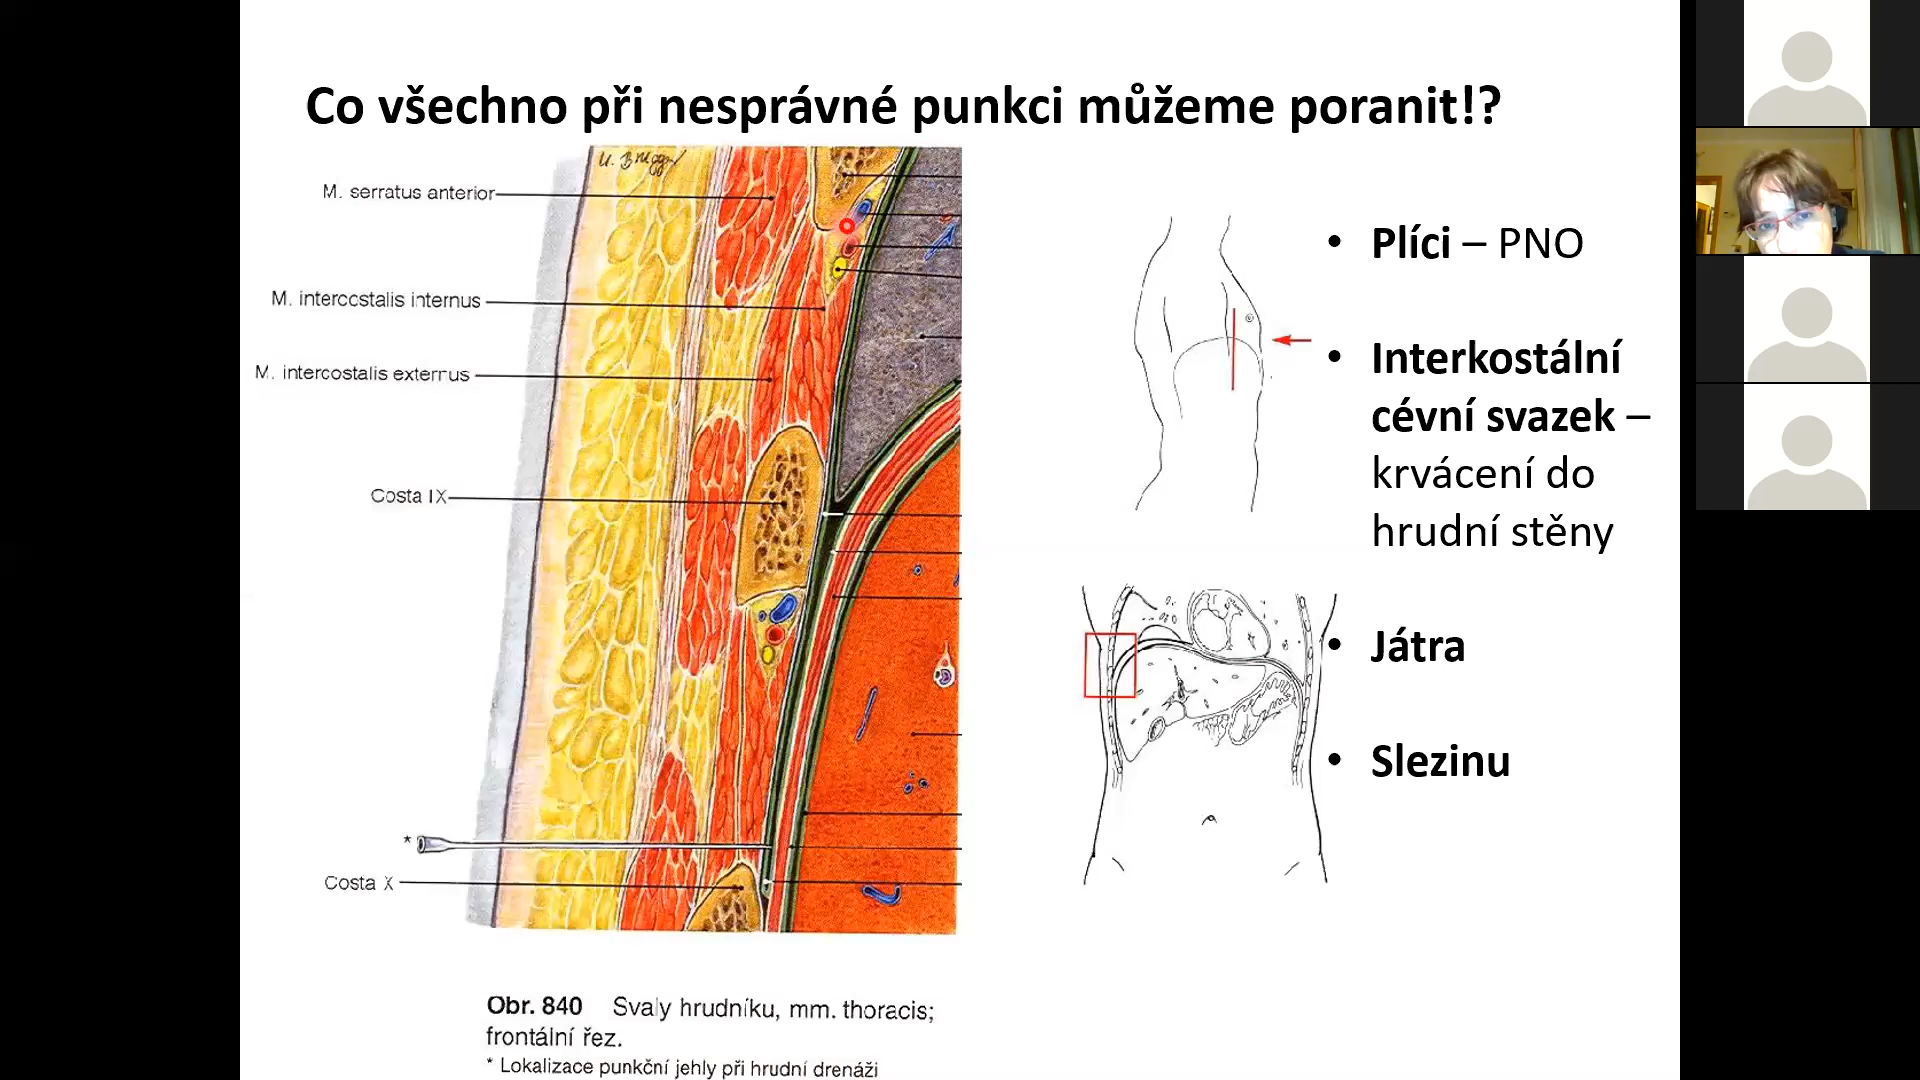 Co všechno při nesprávné punkci můžeme poranit!?
M. serratus anterior
M. intercostalis internus
M. intercostalis externus
Costa IX
*
Costa X
Obr. 840 Svaly hrudníku, mm. thoracis;
frontální řez.
* Lokalizace punkční jehly při hrudní drenáži
• Plíci – PNO
• Interkostální
cévní svazek –
krvácení do
hrudní stěny
• Játra
• Slezinu